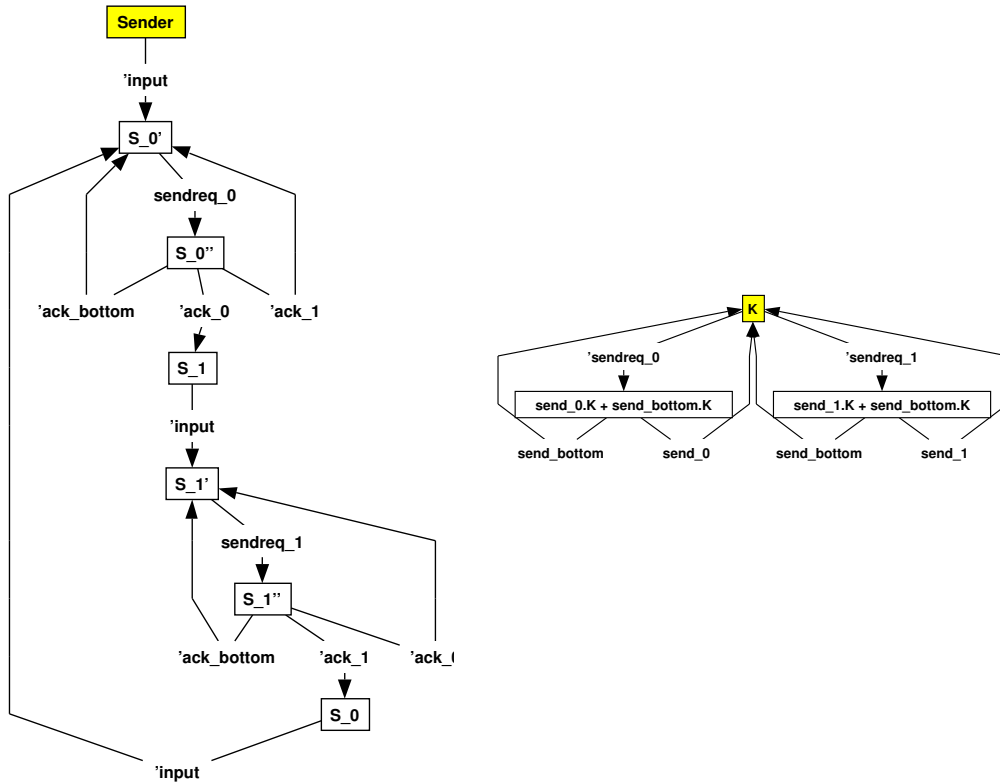 Sender
'input
S_0'
sendreq_0
S_0''
'ack_bottom
'ack_0
'ack_1
S_1
'input
S_1'
sendreq_1
S_1''
'ack_bottom
'ack_1
S_0
'input
K
'sendreq_0
'sendreq_1
send_0.K + send_bottom.K
send_1.K + send_bottom.K
send_bottom
send_0
send_bottom
send_1